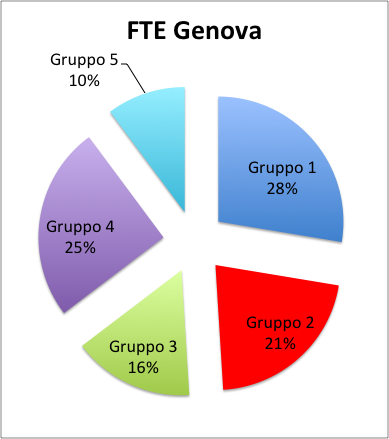 FTE Genova
Gruppo 5
10%
Gruppo 1
28%
Gruppo 4
25%
Gruppo 2
21%
Gruppo 3
16%